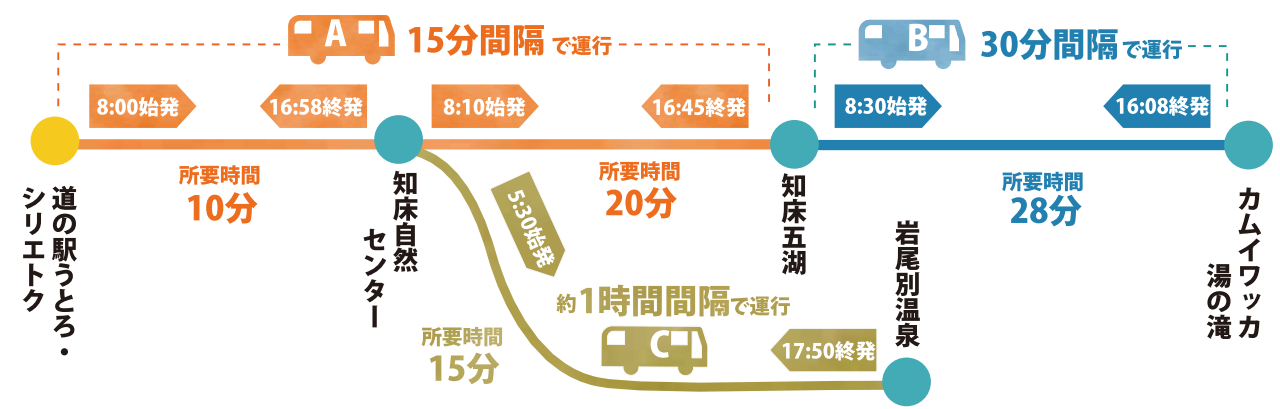 A
15分間隔で運行
B
30分間隔で運行
8:00始発
16:58終発
8:10始発
16:45終発
8:30始発
16:08終発
所要時間
10分
所要時間
20分
所要時間
28分
道の駅うとろ・
シリエトク
知床自然
センター
知床五湖
カムイワッカ
湯の滝
5:30始発
岩尾別温泉
約1時間間隔で運行
C
所要時間
15分
17:50終発